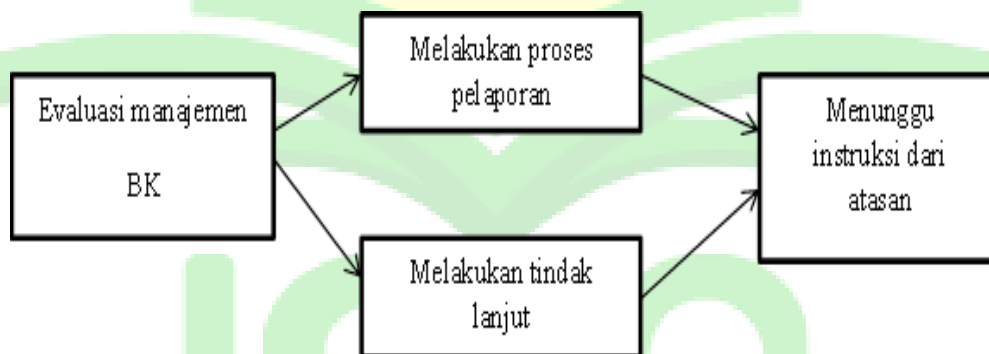 Evaluasi manajemen
BK
Melakukan proses
pelaporan
Melakukan tindak
lanjut
Menunggu
instruksi dari
atasan